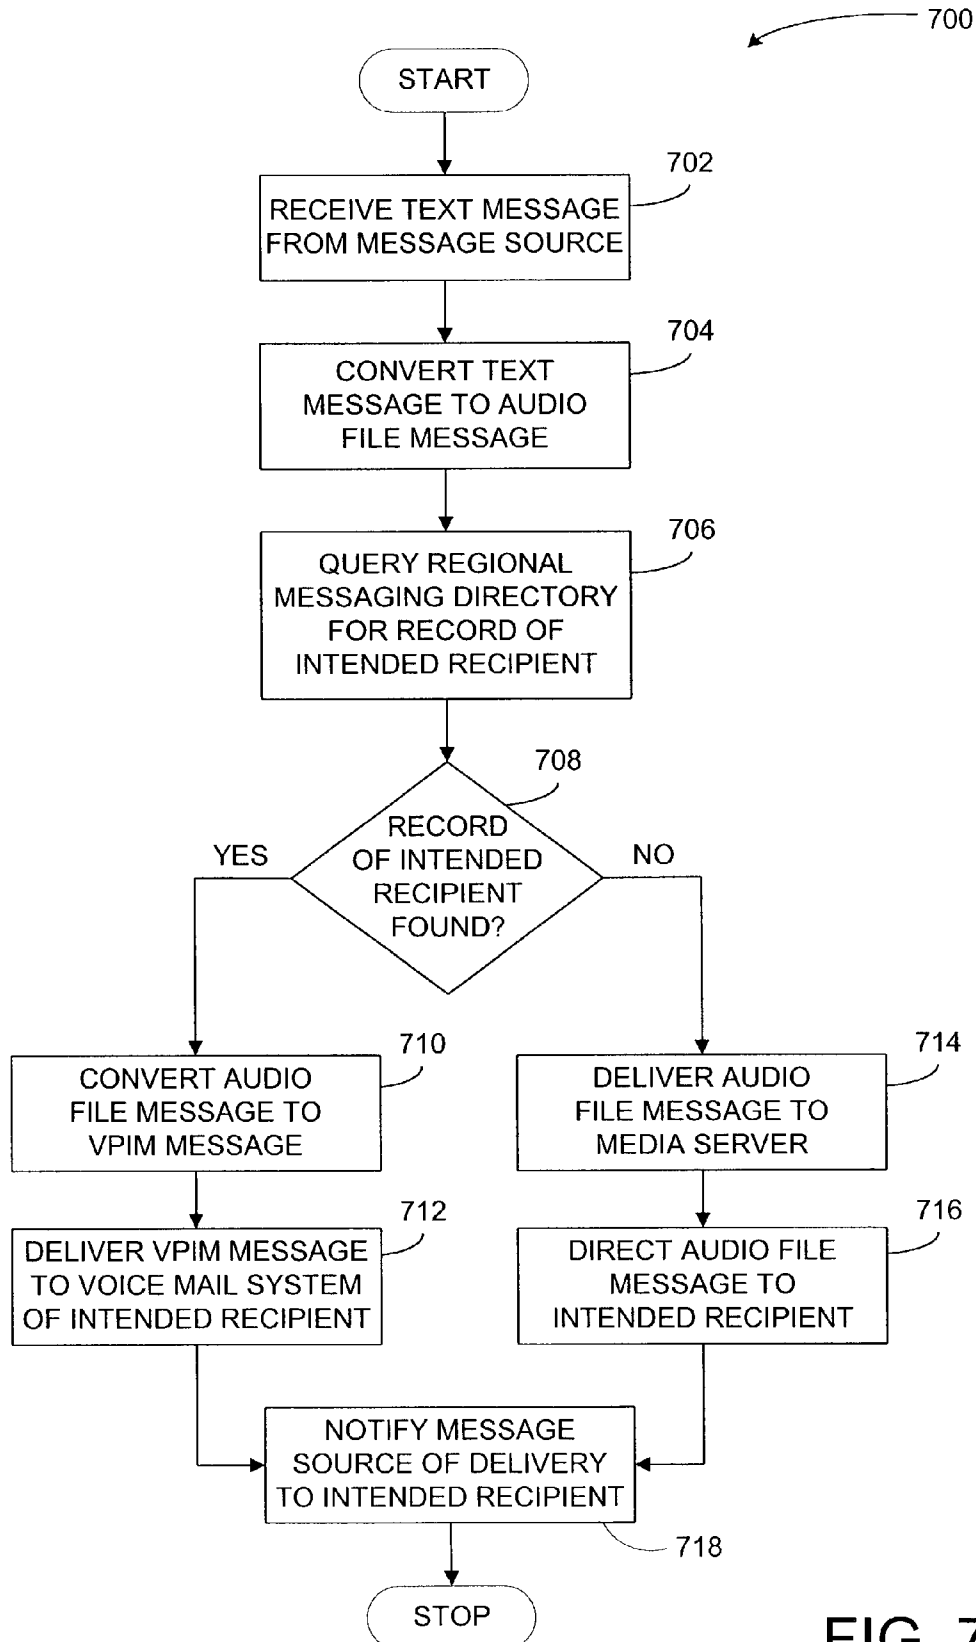 700
START
702
RECEIVE TEXT MESSAGE
FROM MESSAGE SOURCE
704
CONVERT TEXT
MESSAGE TO AUDIO
FILE MESSAGE
706
QUERY REGIONAL
MESSAGING DIRECTORY
FOR RECORD OF
INTENDED RECIPIENT
708
RECORD
OF INTENDED
RECIPIENT
FOUND?
YES
NO
710
CONVERT AUDIO
FILE MESSAGE TO
VPIM MESSAGE
714
DELIVER AUDIO
FILE MESSAGE TO
MEDIA SERVER
712
DELIVER VPIM MESSAGE
TO VOICE MAIL SYSTEM
OF INTENDED RECIPIENT
716
DIRECT AUDIO FILE
MESSAGE TO
INTENDED RECIPIENT
NOTIFY MESSAGE
SOURCE OF DELIVERY
TO INTENDED RECIPIENT
718
STOP
FIG. 7